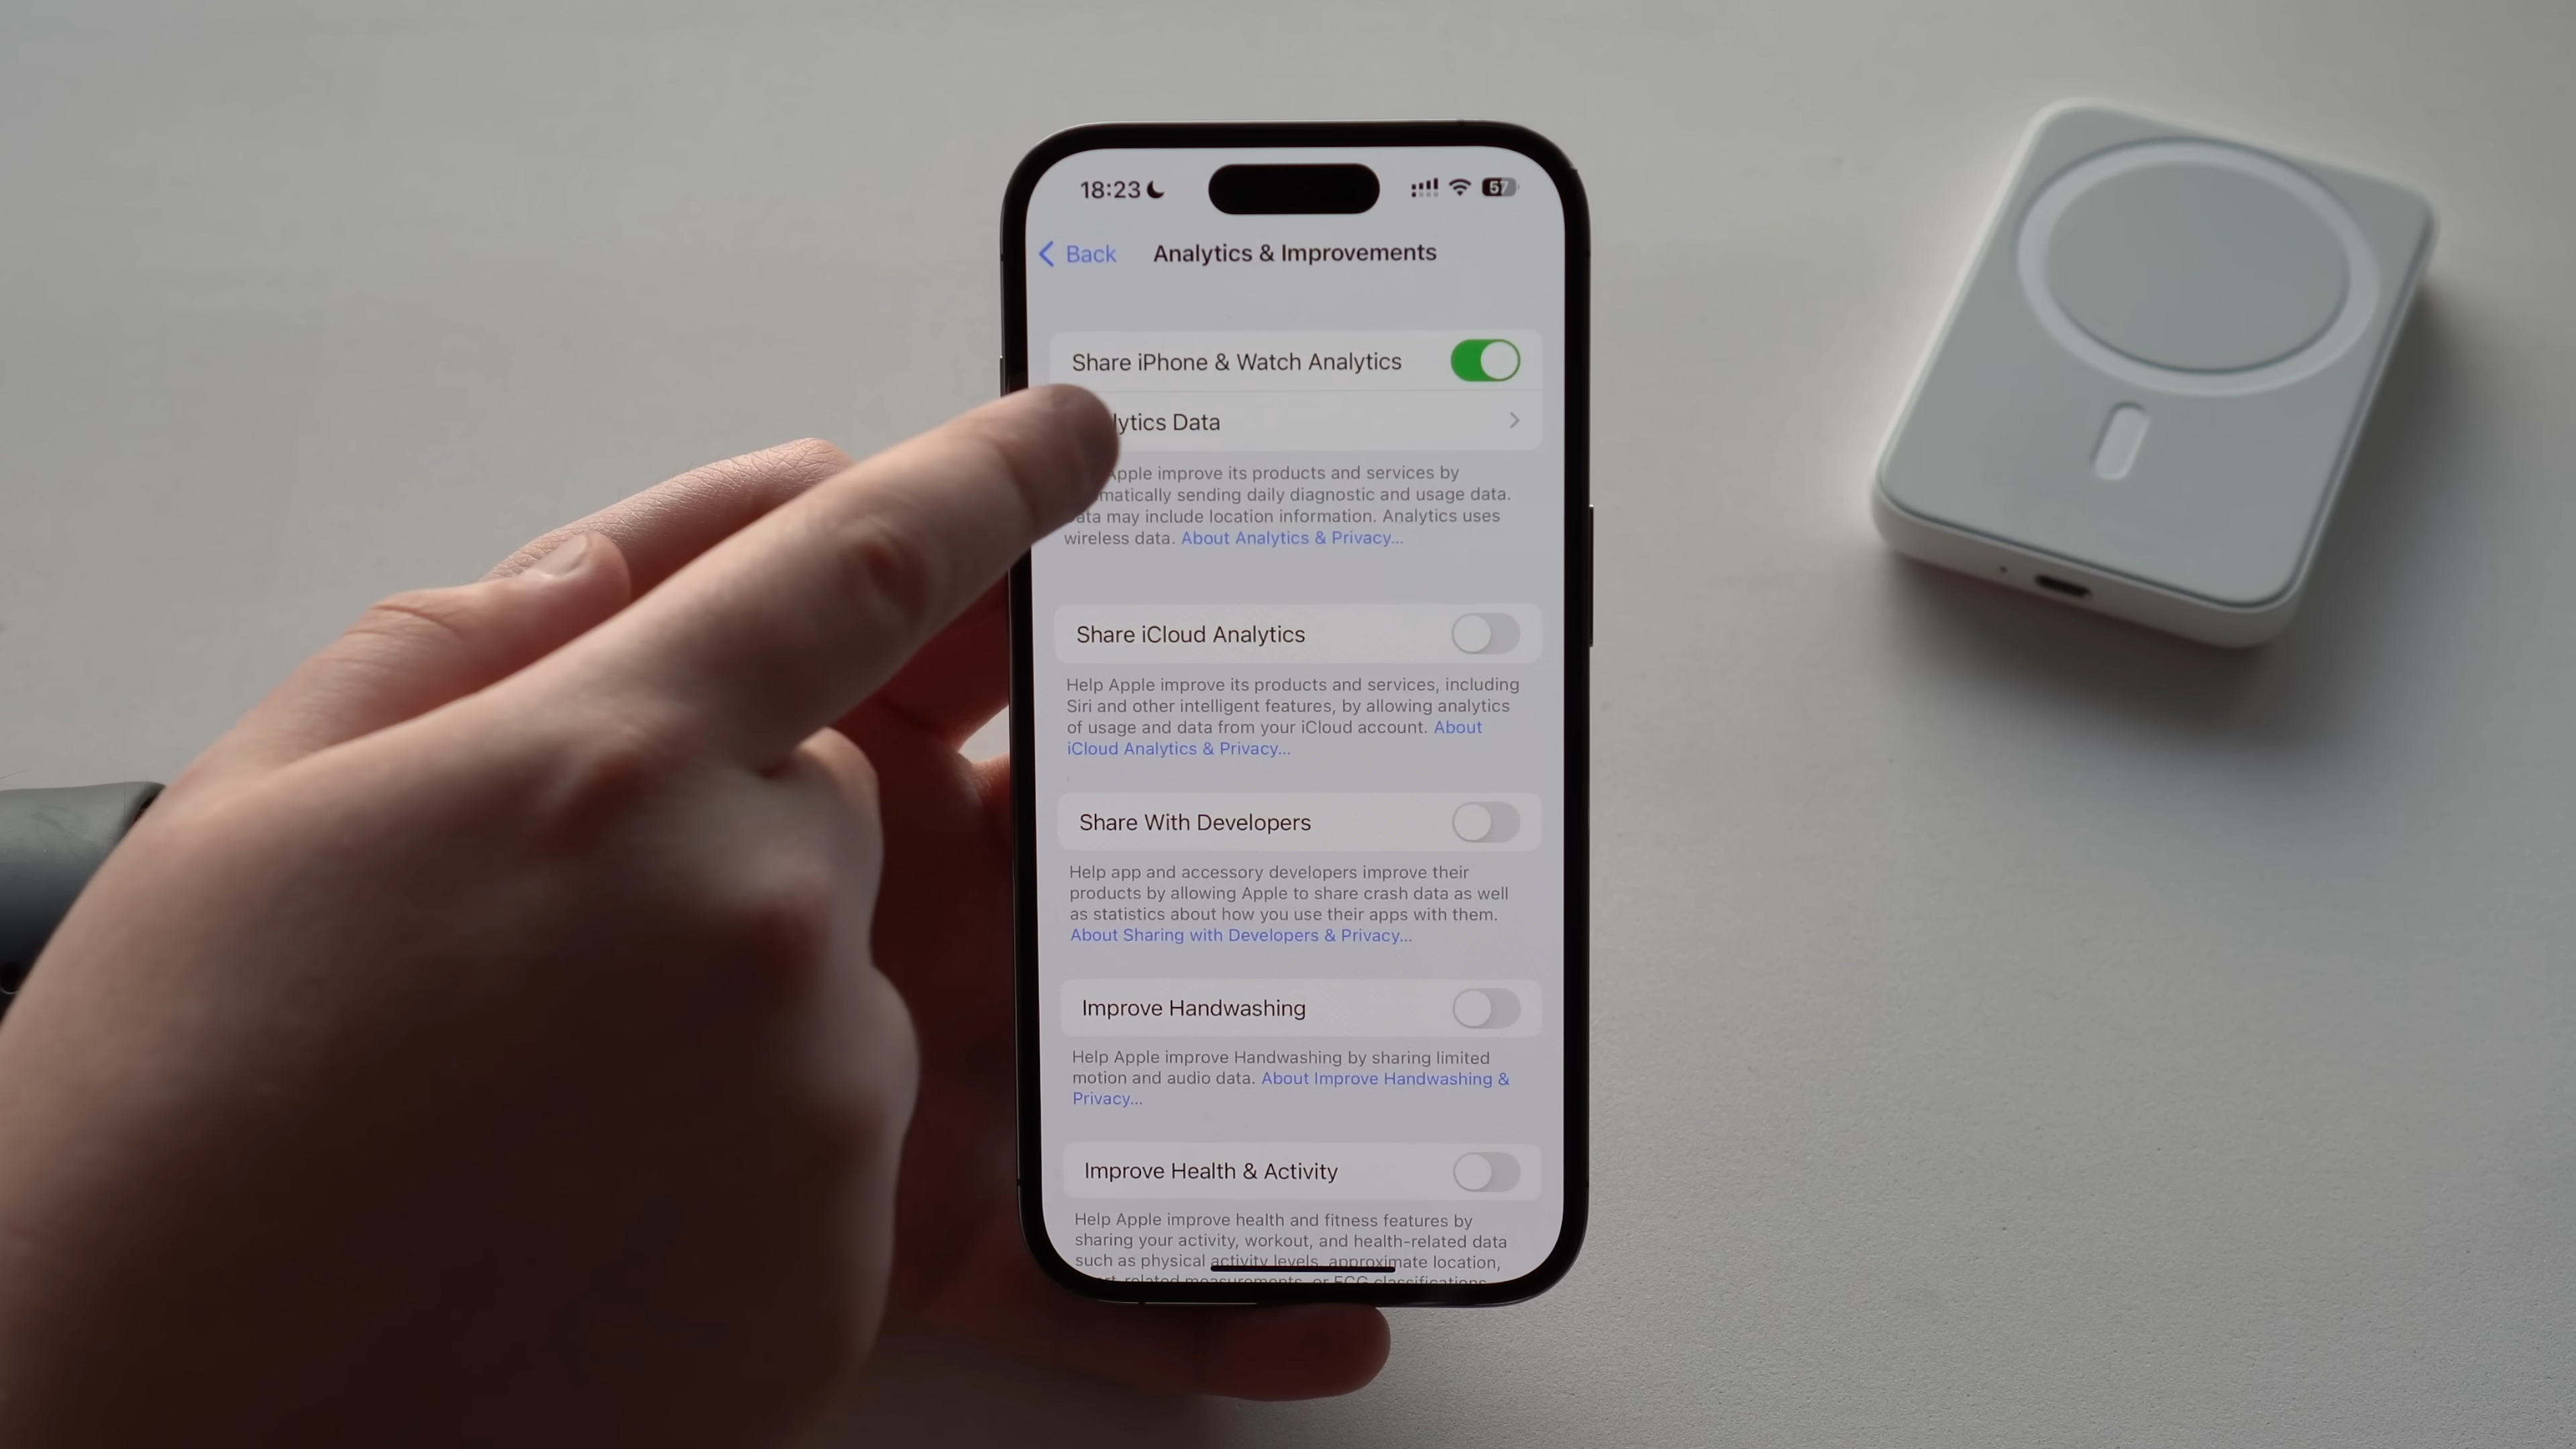 18:23
57
Back
Analytics & Improvements
Share iPhone & Watch Analytics
lytics Data
Apple improve its products and services by
matically sending daily diagnostic and usage data.
ata may include location information. Analytics uses
wireless data. About Analytics & Privacy...
Share iCloud Analytics
Help Apple improve its products and services, including
Siri and other intelligent features, by allowing analytics
of usage and data from your iCloud account. About
iCloud Analytics & Privacy...
Share With Developers
Help app and accessory developers improve their
products by allowing Apple to share crash data as well
as statistics about how you use their apps with them.
About Sharing with Developers & Privacy...
Improve Handwashing
Help Apple improve Handwashing by sharing limited
motion and audio data. About Improve Handwashing &
Privacy...
Improve Health & Activity
Help Apple improve health and fitness features by
sharing your activity, workout, and health-related data
such as physical activity levels, approximate location,
related measurements, or ECG classifications